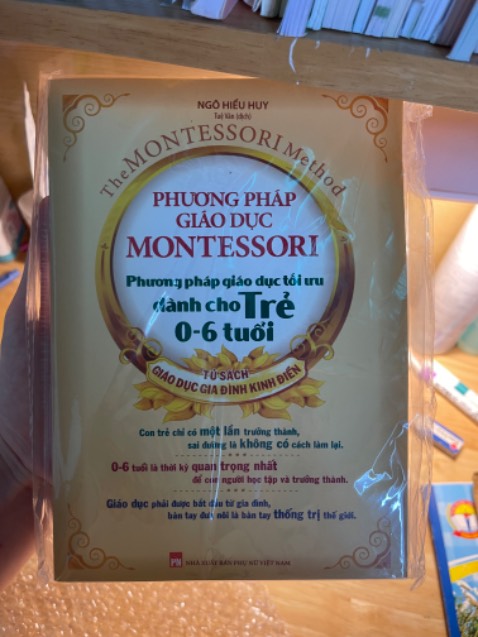 NGÔ HIỂU HUY
Tuệ Văn (dịch)
The MONTESSORI Method
PHƯƠNG PHÁP
GIÁO DỤC
MONTESSORI
Phương pháp giáo dục tối ưu
dành cho Trẻ
0-6 tuổi
TỦ SÁCH
GIÁO DỤC GIA ĐÌNH KINH ĐIỂN
Con trẻ chỉ có một lần trưởng thành,
sai đường là không có cách làm lại.
0-6 tuổi là thời kỳ quan trọng nhất
để con người học tập và trưởng thành.
Giáo dục phải được bắt đầu từ gia đình,
bàn tay đưa nôi là bàn tay thống trị thế giới.
NHÀ XUẤT BẢN PHỤ NỮ VIỆT NAM